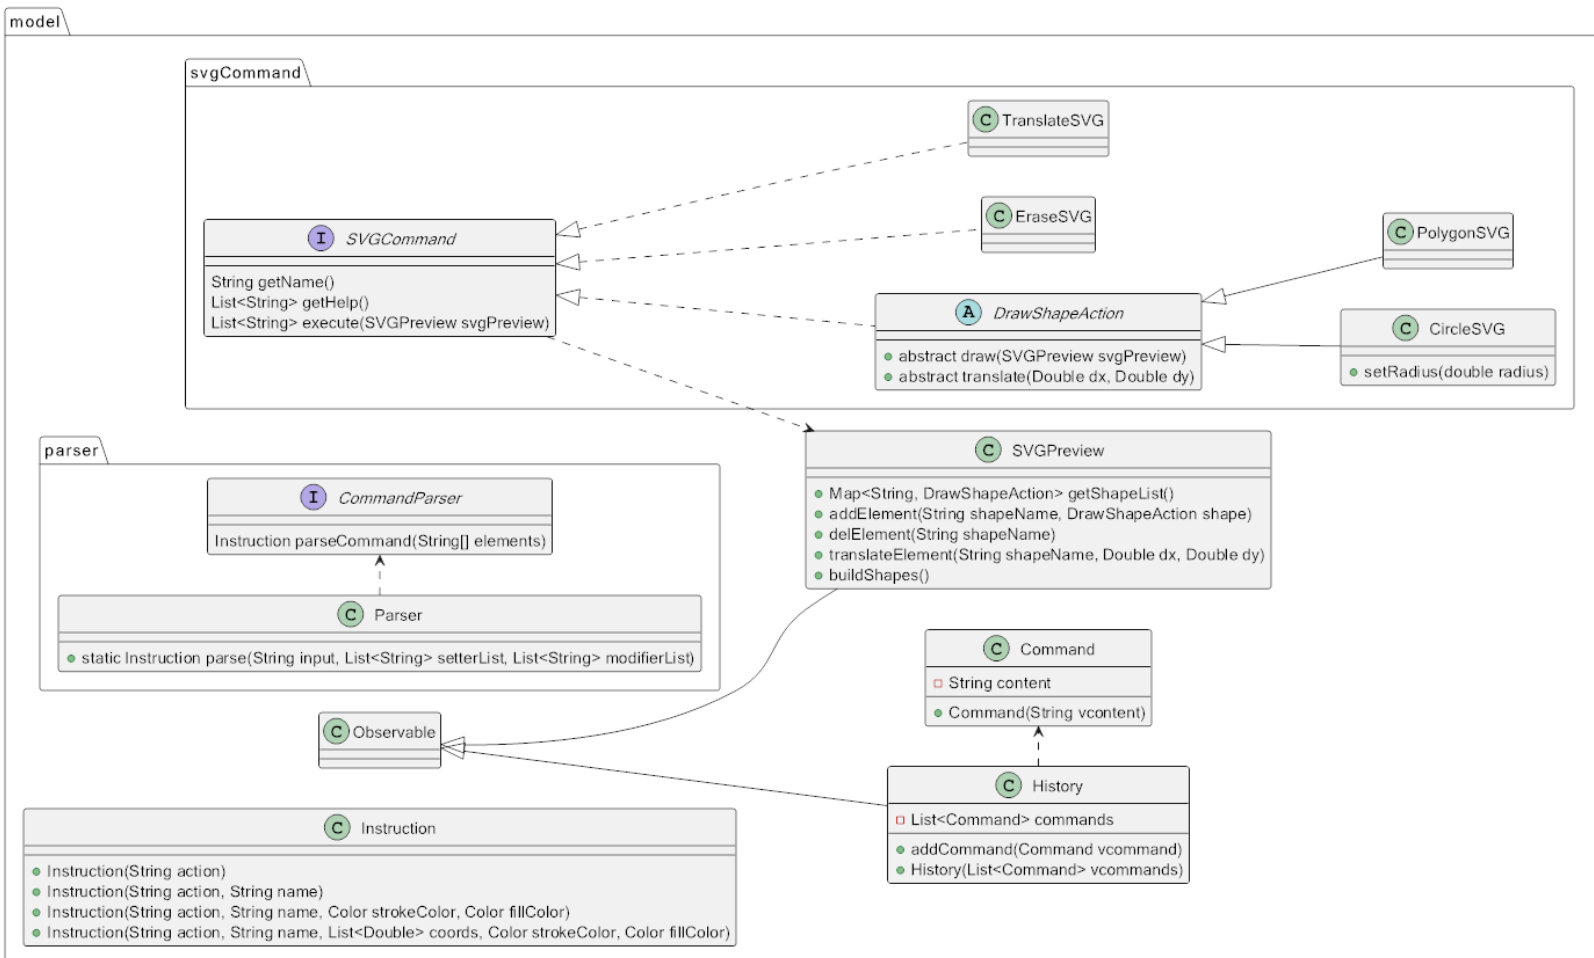 model
svgCommand
C TranslateSVG
C EraseSVG
I SVGCommand
String getName()
List<String> getHelp()
List<String> execute(SVGPreview svgPreview)
C PolygonSVG
A DrawShapeAction
abstract draw(SVGPreview svgPreview)
abstract translate(Double dx, Double dy)
C CircleSVG
setRadius(double radius)
parser
I CommandParser
Instruction parseCommand(String[] elements)
C Parser
static Instruction parse(String input, List<String> setterList, List<String> modifierList)
C SVGPreview
Map<String, DrawShapeAction> getShapeList()
addElement(String shapeName, DrawShapeAction shape)
delElement(String shapeName)
translateElement(String shapeName, Double dx, Double dy)
buildShapes()
C Command
String content
Command(String vcontent)
C Observable
C History
List<Command> commands
addCommand(Command vcommand)
History(List<Command> vcommands)
C Instruction
Instruction(String action)
Instruction(String action, String name)
Instruction(String action, String name, Color strokeColor, Color fillColor)
Instruction(String action, String name, List<Double> coords, Color strokeColor, Color fillColor)